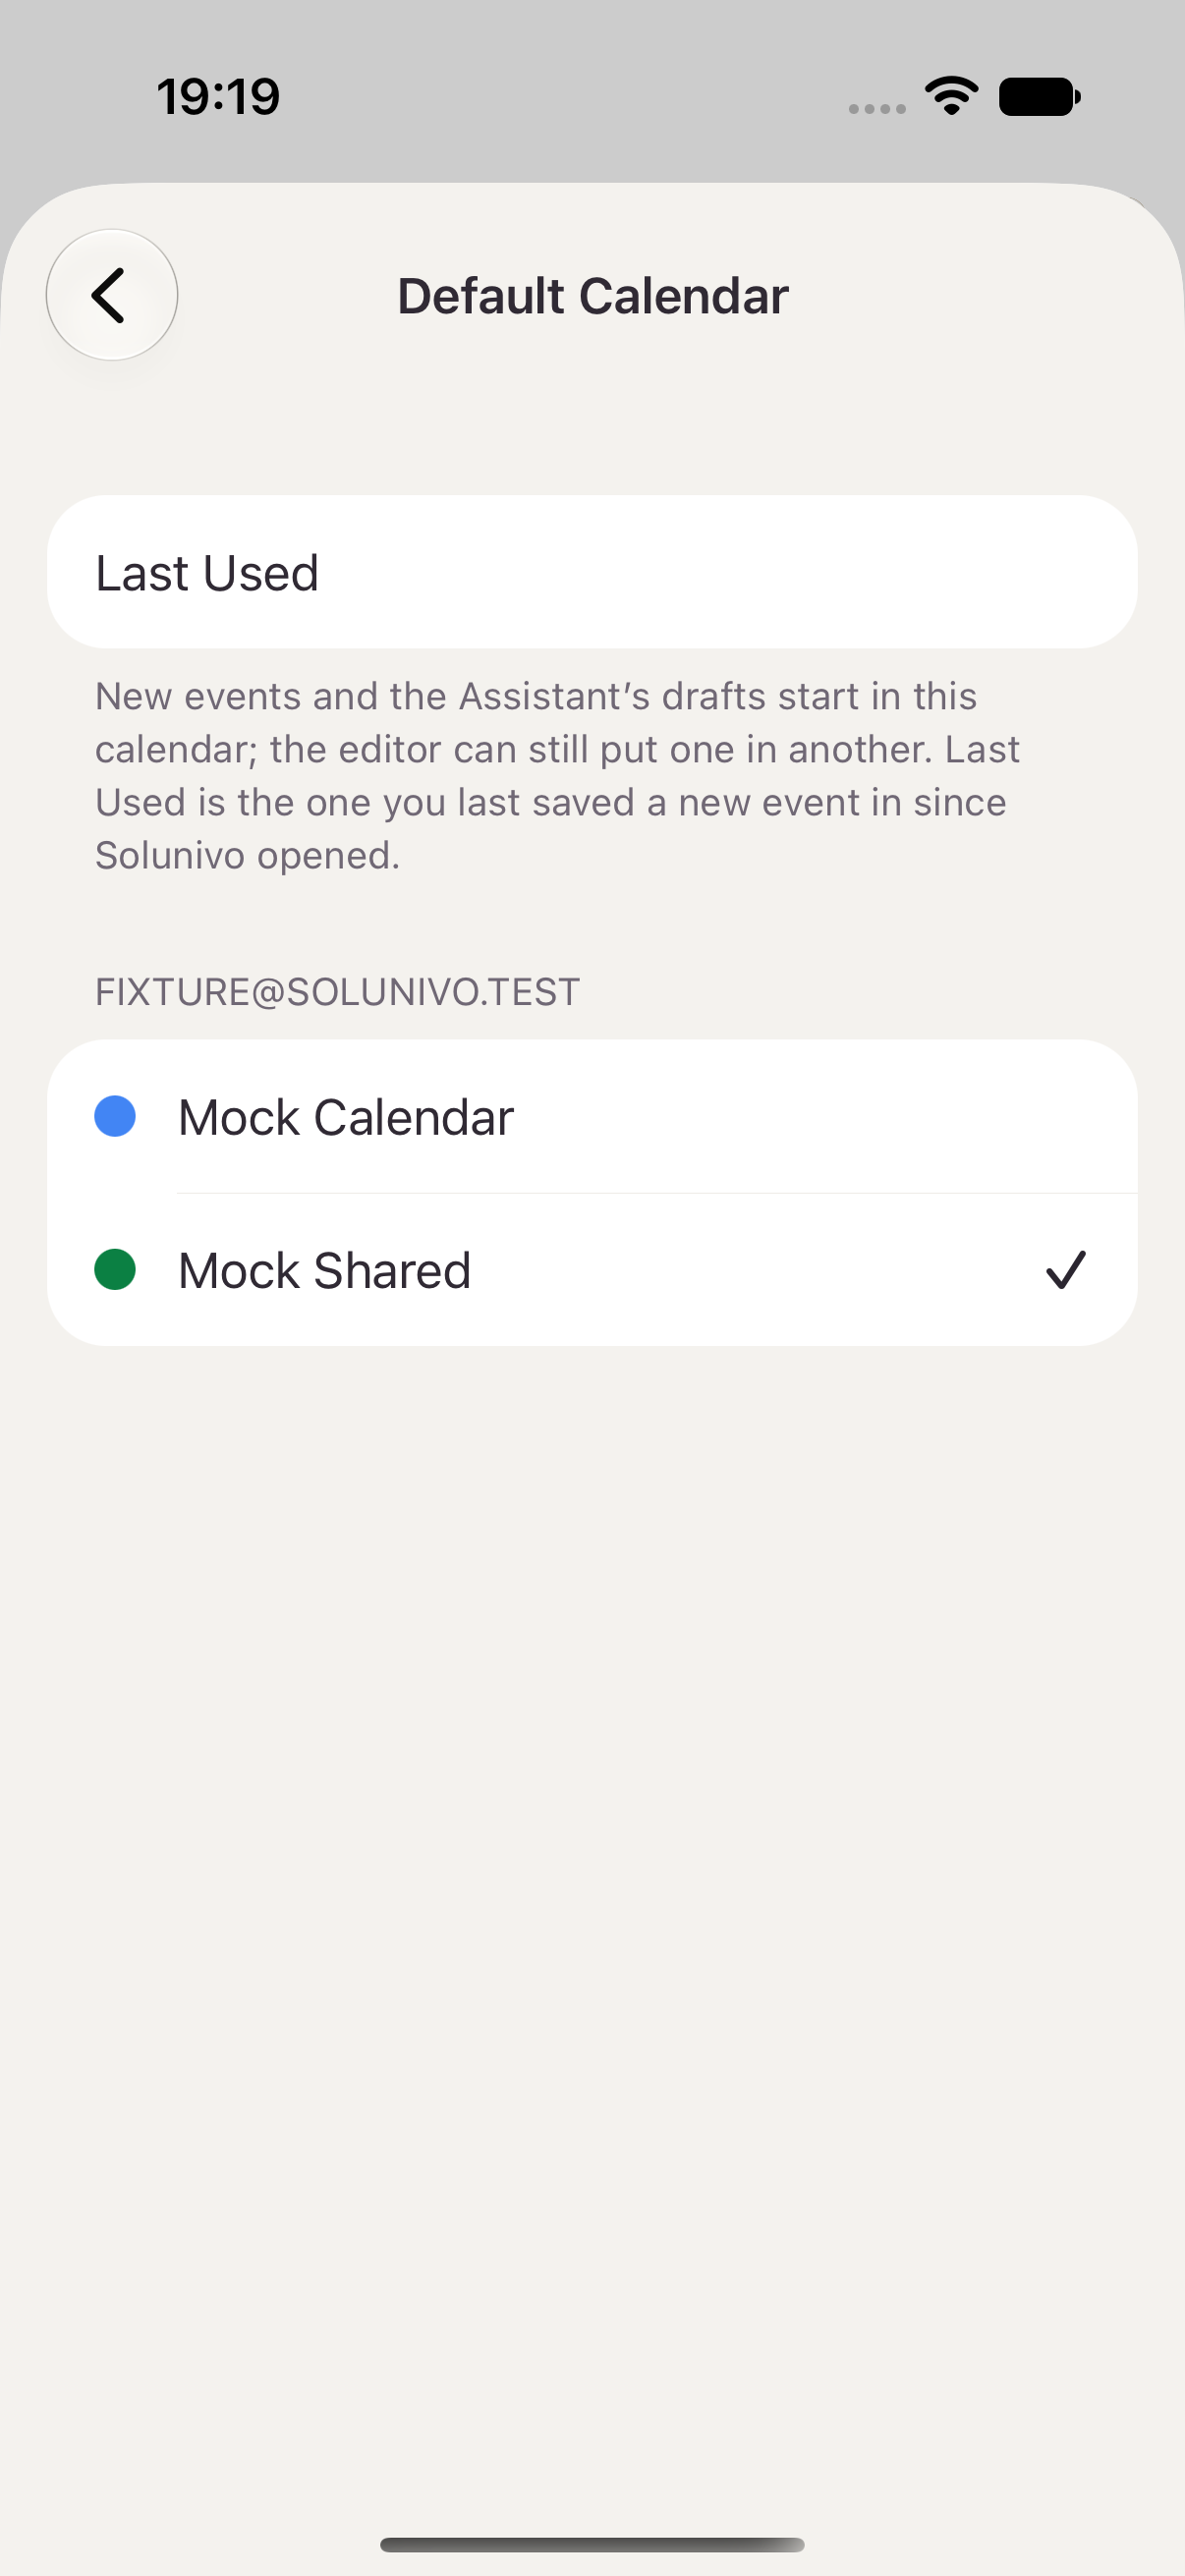 19:19
Default Calendar
Last Used
New events and the Assistant’s drafts start in this
calendar; the editor can still put one in another. Last
Used is the one you last saved a new event in since
Solunivo opened.
FIXTURE@SOLUNIVO.TEST
Mock Calendar
Mock Shared